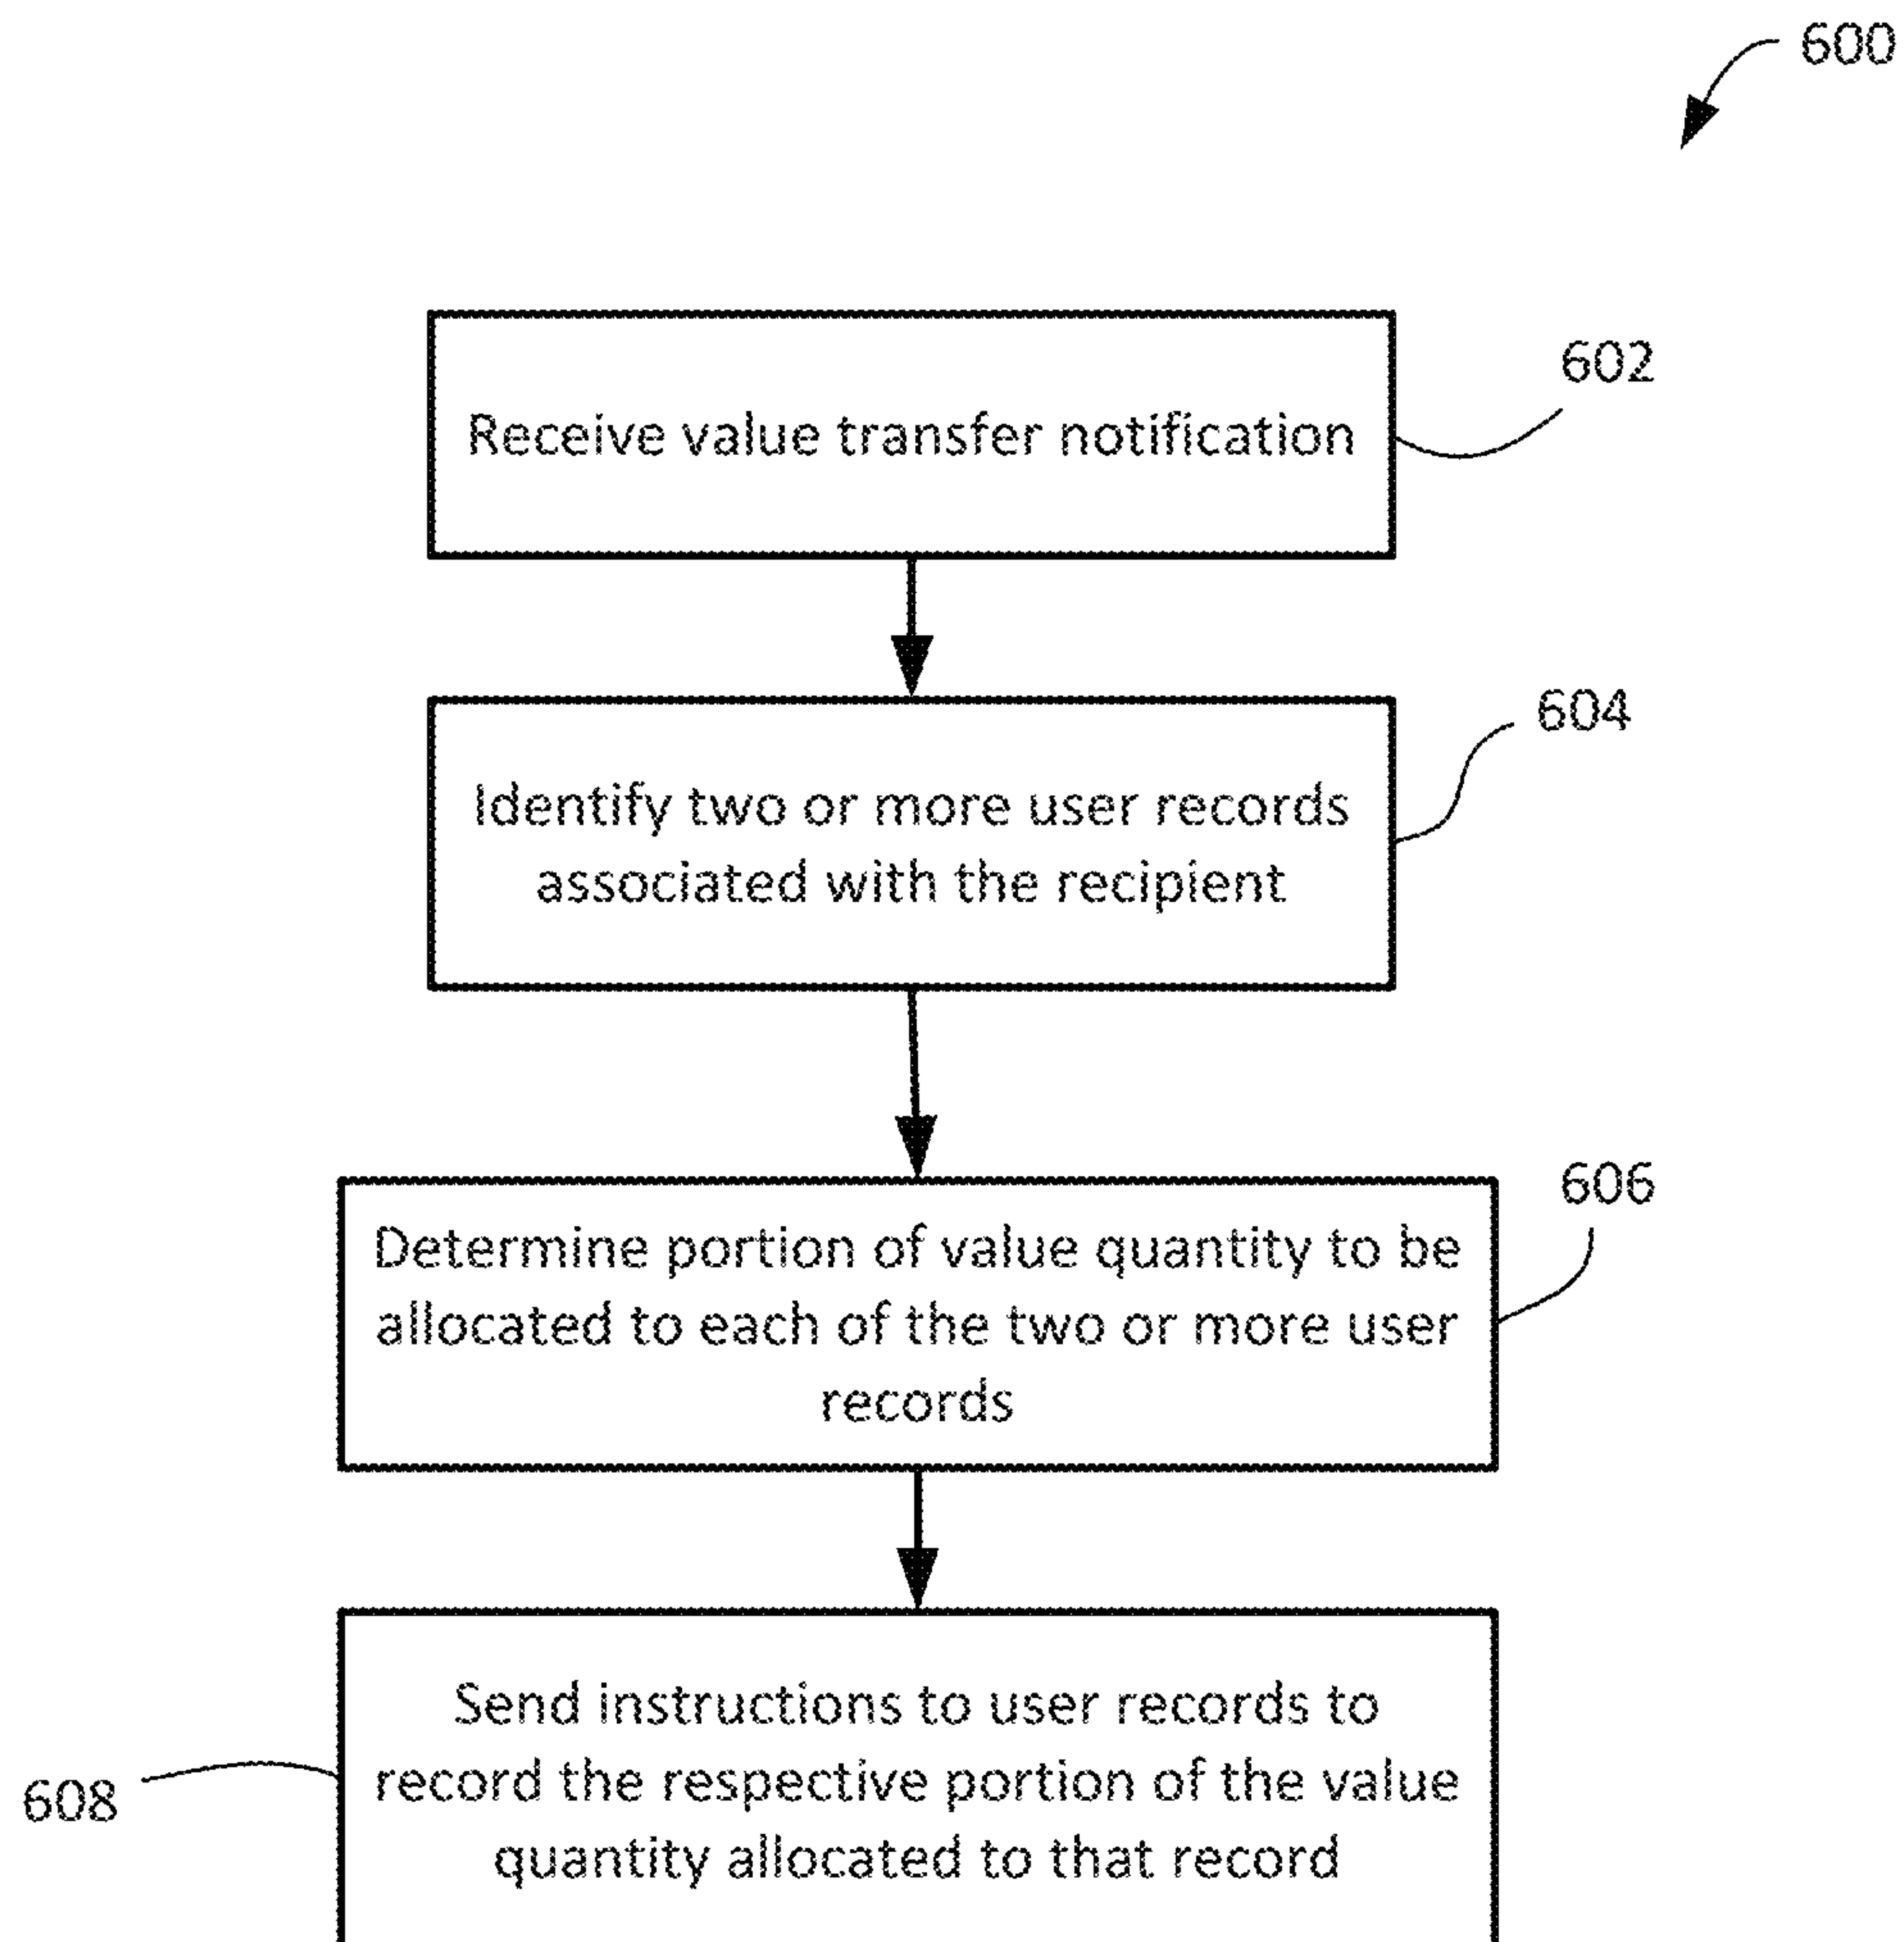 600
Receive value transfer notification
602
Identify two or more user records
associated with the recipient
604
Determine portion of value quantity to be
allocated to each of the two or more user
records
606
Send instructions to user records to
record the respective portion of the value
quantity allocated to that record
608